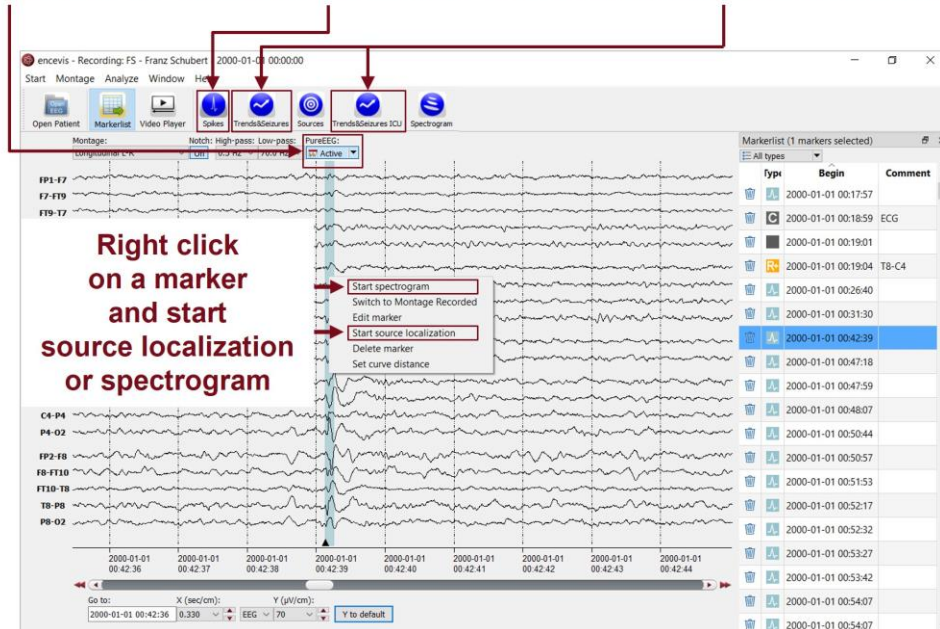 encevis - Recording: FS - Franz Schubert 2000-01-01 00:00:00
Start Montage Analyze Window
Open Patient Markerlist Video Player Spikes Trends&Seizures Sources Trends&Seizures ICU Spectrogram
Montage: Notch: High-pass: Low-pass: PureEEG:
Longitudinal L-R Off 0.5 Hz 70.0 Hz Active
Markerlist (1 markers selected)
All types
Type Begin Comment
2000-01-01 00:17:57
2000-01-01 00:18:59 ECG
2000-01-01 00:19:01
2000-01-01 00:19:04 T8-C4
2000-01-01 00:26:40
2000-01-01 00:31:30
2000-01-01 00:42:39
2000-01-01 00:47:18
2000-01-01 00:47:59
2000-01-01 00:48:07
2000-01-01 00:50:44
2000-01-01 00:50:57
2000-01-01 00:51:53
2000-01-01 00:52:17
2000-01-01 00:52:32
2000-01-01 00:53:27
2000-01-01 00:53:42
2000-01-01 00:54:07
2000-01-01 00:54:07
FP1-F7
F7-FT9
FT9-T7
Right click
on a marker
and start
source localization
or spectrogram
Start spectrogram
Switch to Montage Recorded
Edit marker
Start source localization
Delete marker
Set curve distance
C4-P4
P4-O2
FP2-F8
F8-FT10
FT10-T8
T8-P8
P8-O2
2000-01-01 2000-01-01 2000-01-01 2000-01-01 2000-01-01 2000-01-01 2000-01-01 2000-01-01 2000-01-01
00:42:36 00:42:37 00:42:38 00:42:39 00:42:40 00:42:41 00:42:42 00:42:43 00:42:44
Go to: X (sec/cm): Y (µV/cm):
2000-01-01 00:42:36 0.330 EEG 70 Y to default